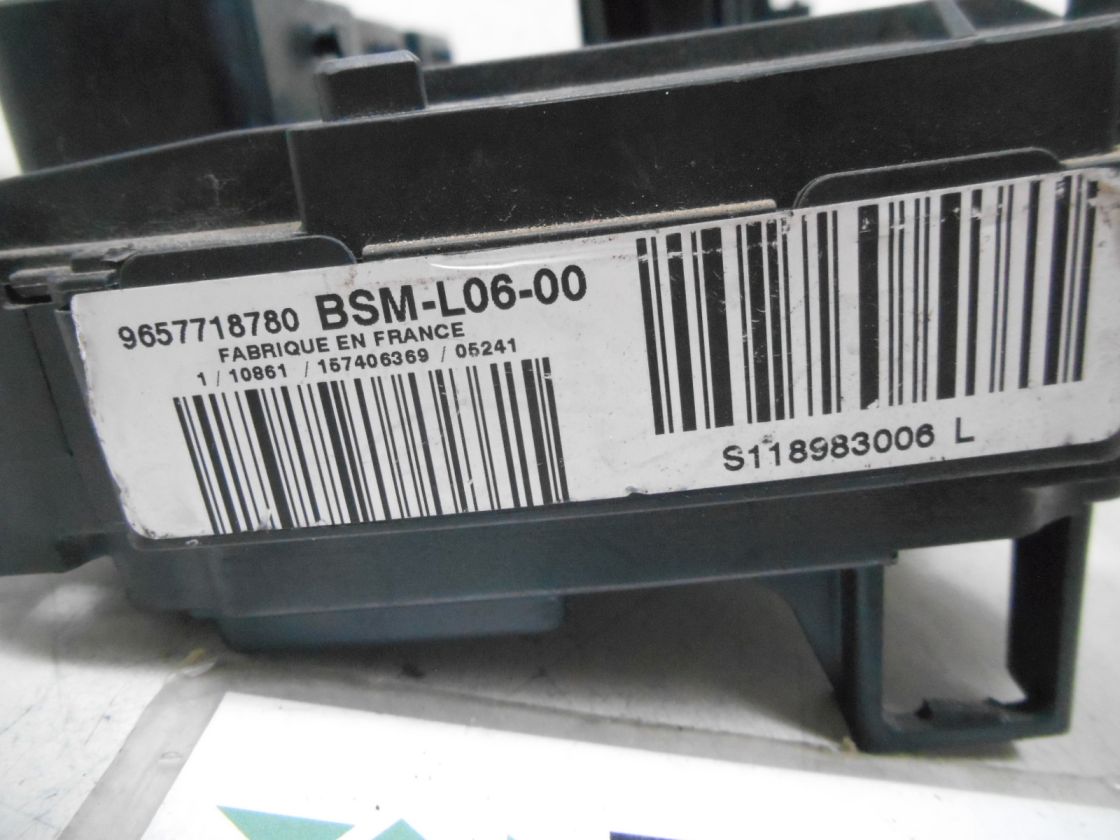 9657718780 BSM-L06-00
FABRIQUE EN FRANCE
1 / 10861 / 157406369 / 05241
S118983006 L